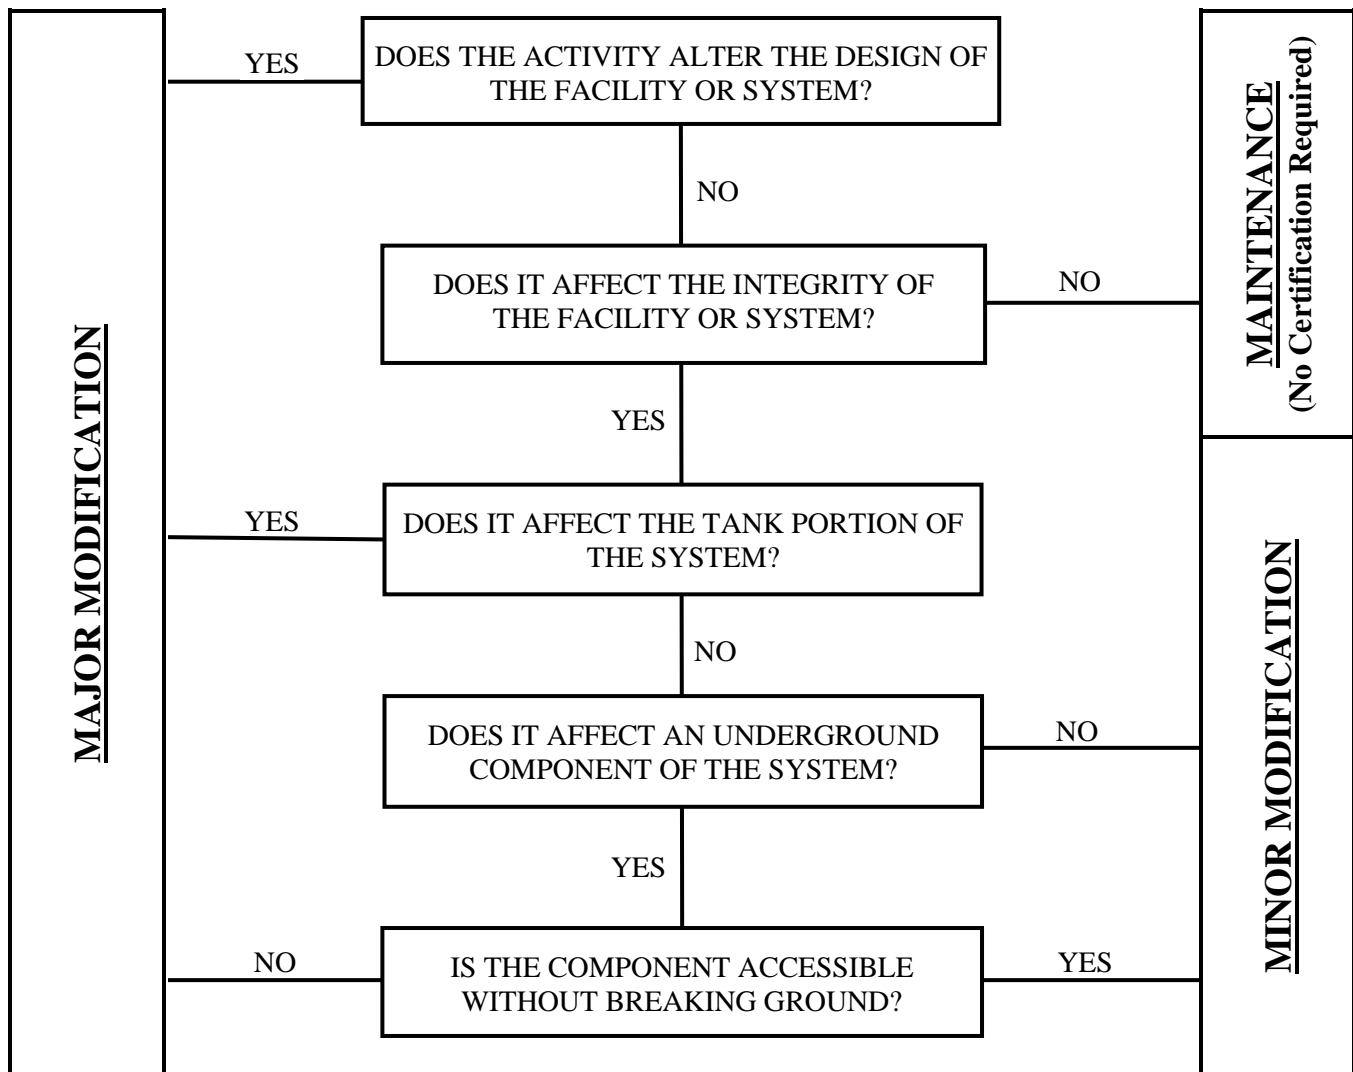 YES
DOES THE ACTIVITY ALTER THE DESIGN OF
THE FACILITY OR SYSTEM?
NO
DOES IT AFFECT THE INTEGRITY OF
THE FACILITY OR SYSTEM?
NO
YES
YES
DOES IT AFFECT THE TANK PORTION OF
THE SYSTEM?
NO
DOES IT AFFECT AN UNDERGROUND
COMPONENT OF THE SYSTEM?
NO
YES
NO
IS THE COMPONENT ACCESSIBLE
WITHOUT BREAKING GROUND?
YES
MAJOR MODIFICATION
MAINTENANCE
(No Certification Required)
MINOR MODIFICATION